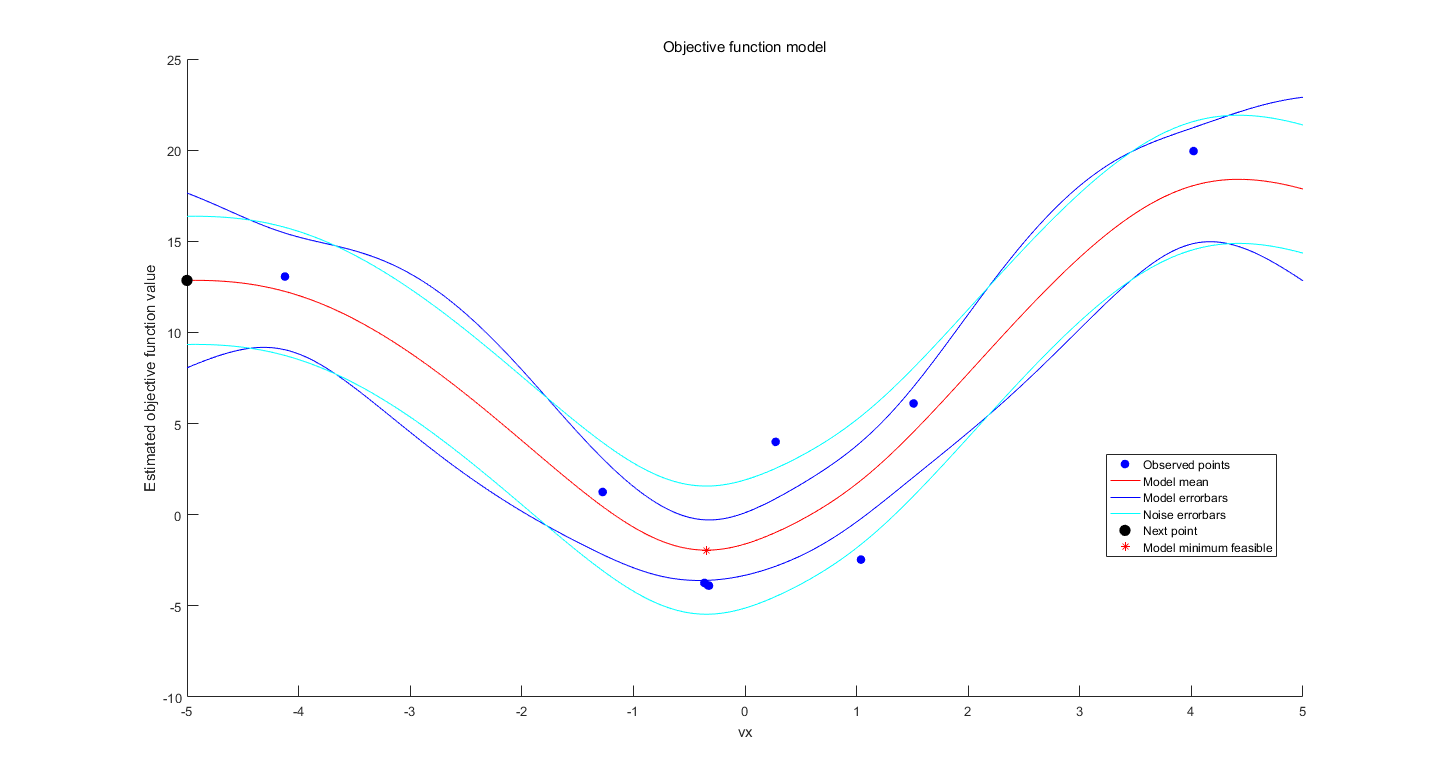 Objective function model
Estimated objective function value
25
20
15
10
5
0
-5
-10
-5
-4
-3
-2
-1
0
1
2
3
4
5
vx
Observed points
Model mean
Model errorbars
Noise errorbars
Next point
Model minimum feasible